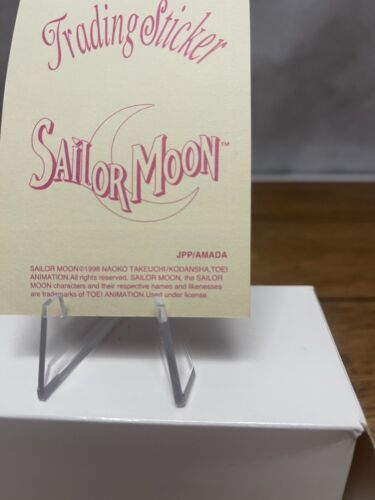 Trading Sticker
SAILOR MOON™
JPP/AMADA
SAILOR MOON©1998 NAOKO TAKEUCHI/KODANSHA,TOEI
ANIMATION.All rights reserved. SAILOR MOON, the SAILOR
MOON characters and their respective names and likenesses
are trademarks of TOEI ANIMATION.Used under license.